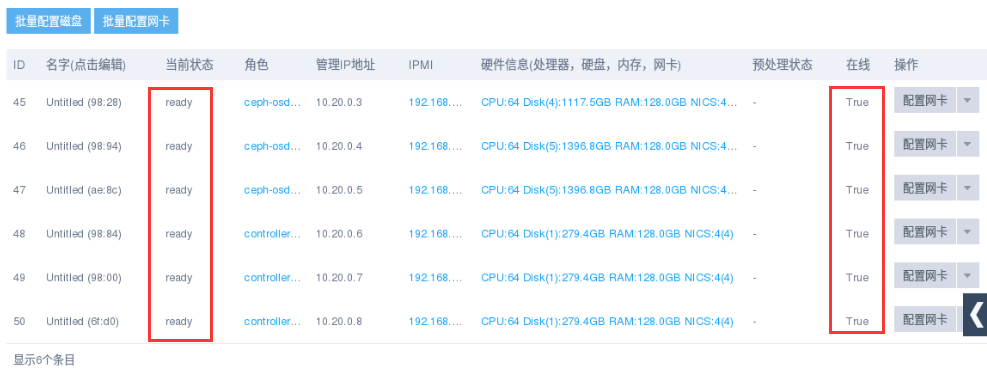 批量配置磁盘 批量配置网卡
ID 名字(点击编辑) 当前状态 角色 管理IP地址 IPMI 硬件信息(处理器，硬盘，内存，网卡) 预处理状态 在线 操作
45 Untitled (98:28) ready ceph-osd... 10.20.0.3 192.168.... CPU:64 Disk(4):1117.5GB RAM:128.0GB NICS:4... - True 配置网卡
46 Untitled (98:94) ready ceph-osd... 10.20.0.4 192.168.... CPU:64 Disk(5):1396.8GB RAM:128.0GB NICS:4... - True 配置网卡
47 Untitled (ae:8c) ready ceph-osd... 10.20.0.5 192.168.... CPU:64 Disk(5):1396.8GB RAM:128.0GB NICS:4... - True 配置网卡
48 Untitled (98:84) ready controller... 10.20.0.6 192.168.... CPU:64 Disk(1):279.4GB RAM:128.0GB NICS:4(4) - True 配置网卡
49 Untitled (98:00) ready controller... 10.20.0.7 192.168.... CPU:64 Disk(1):279.4GB RAM:128.0GB NICS:4(4) - True 配置网卡
50 Untitled (6f:d0) ready controller... 10.20.0.8 192.168.... CPU:64 Disk(1):279.4GB RAM:128.0GB NICS:4(4) - True 配置网卡
显示6个条目